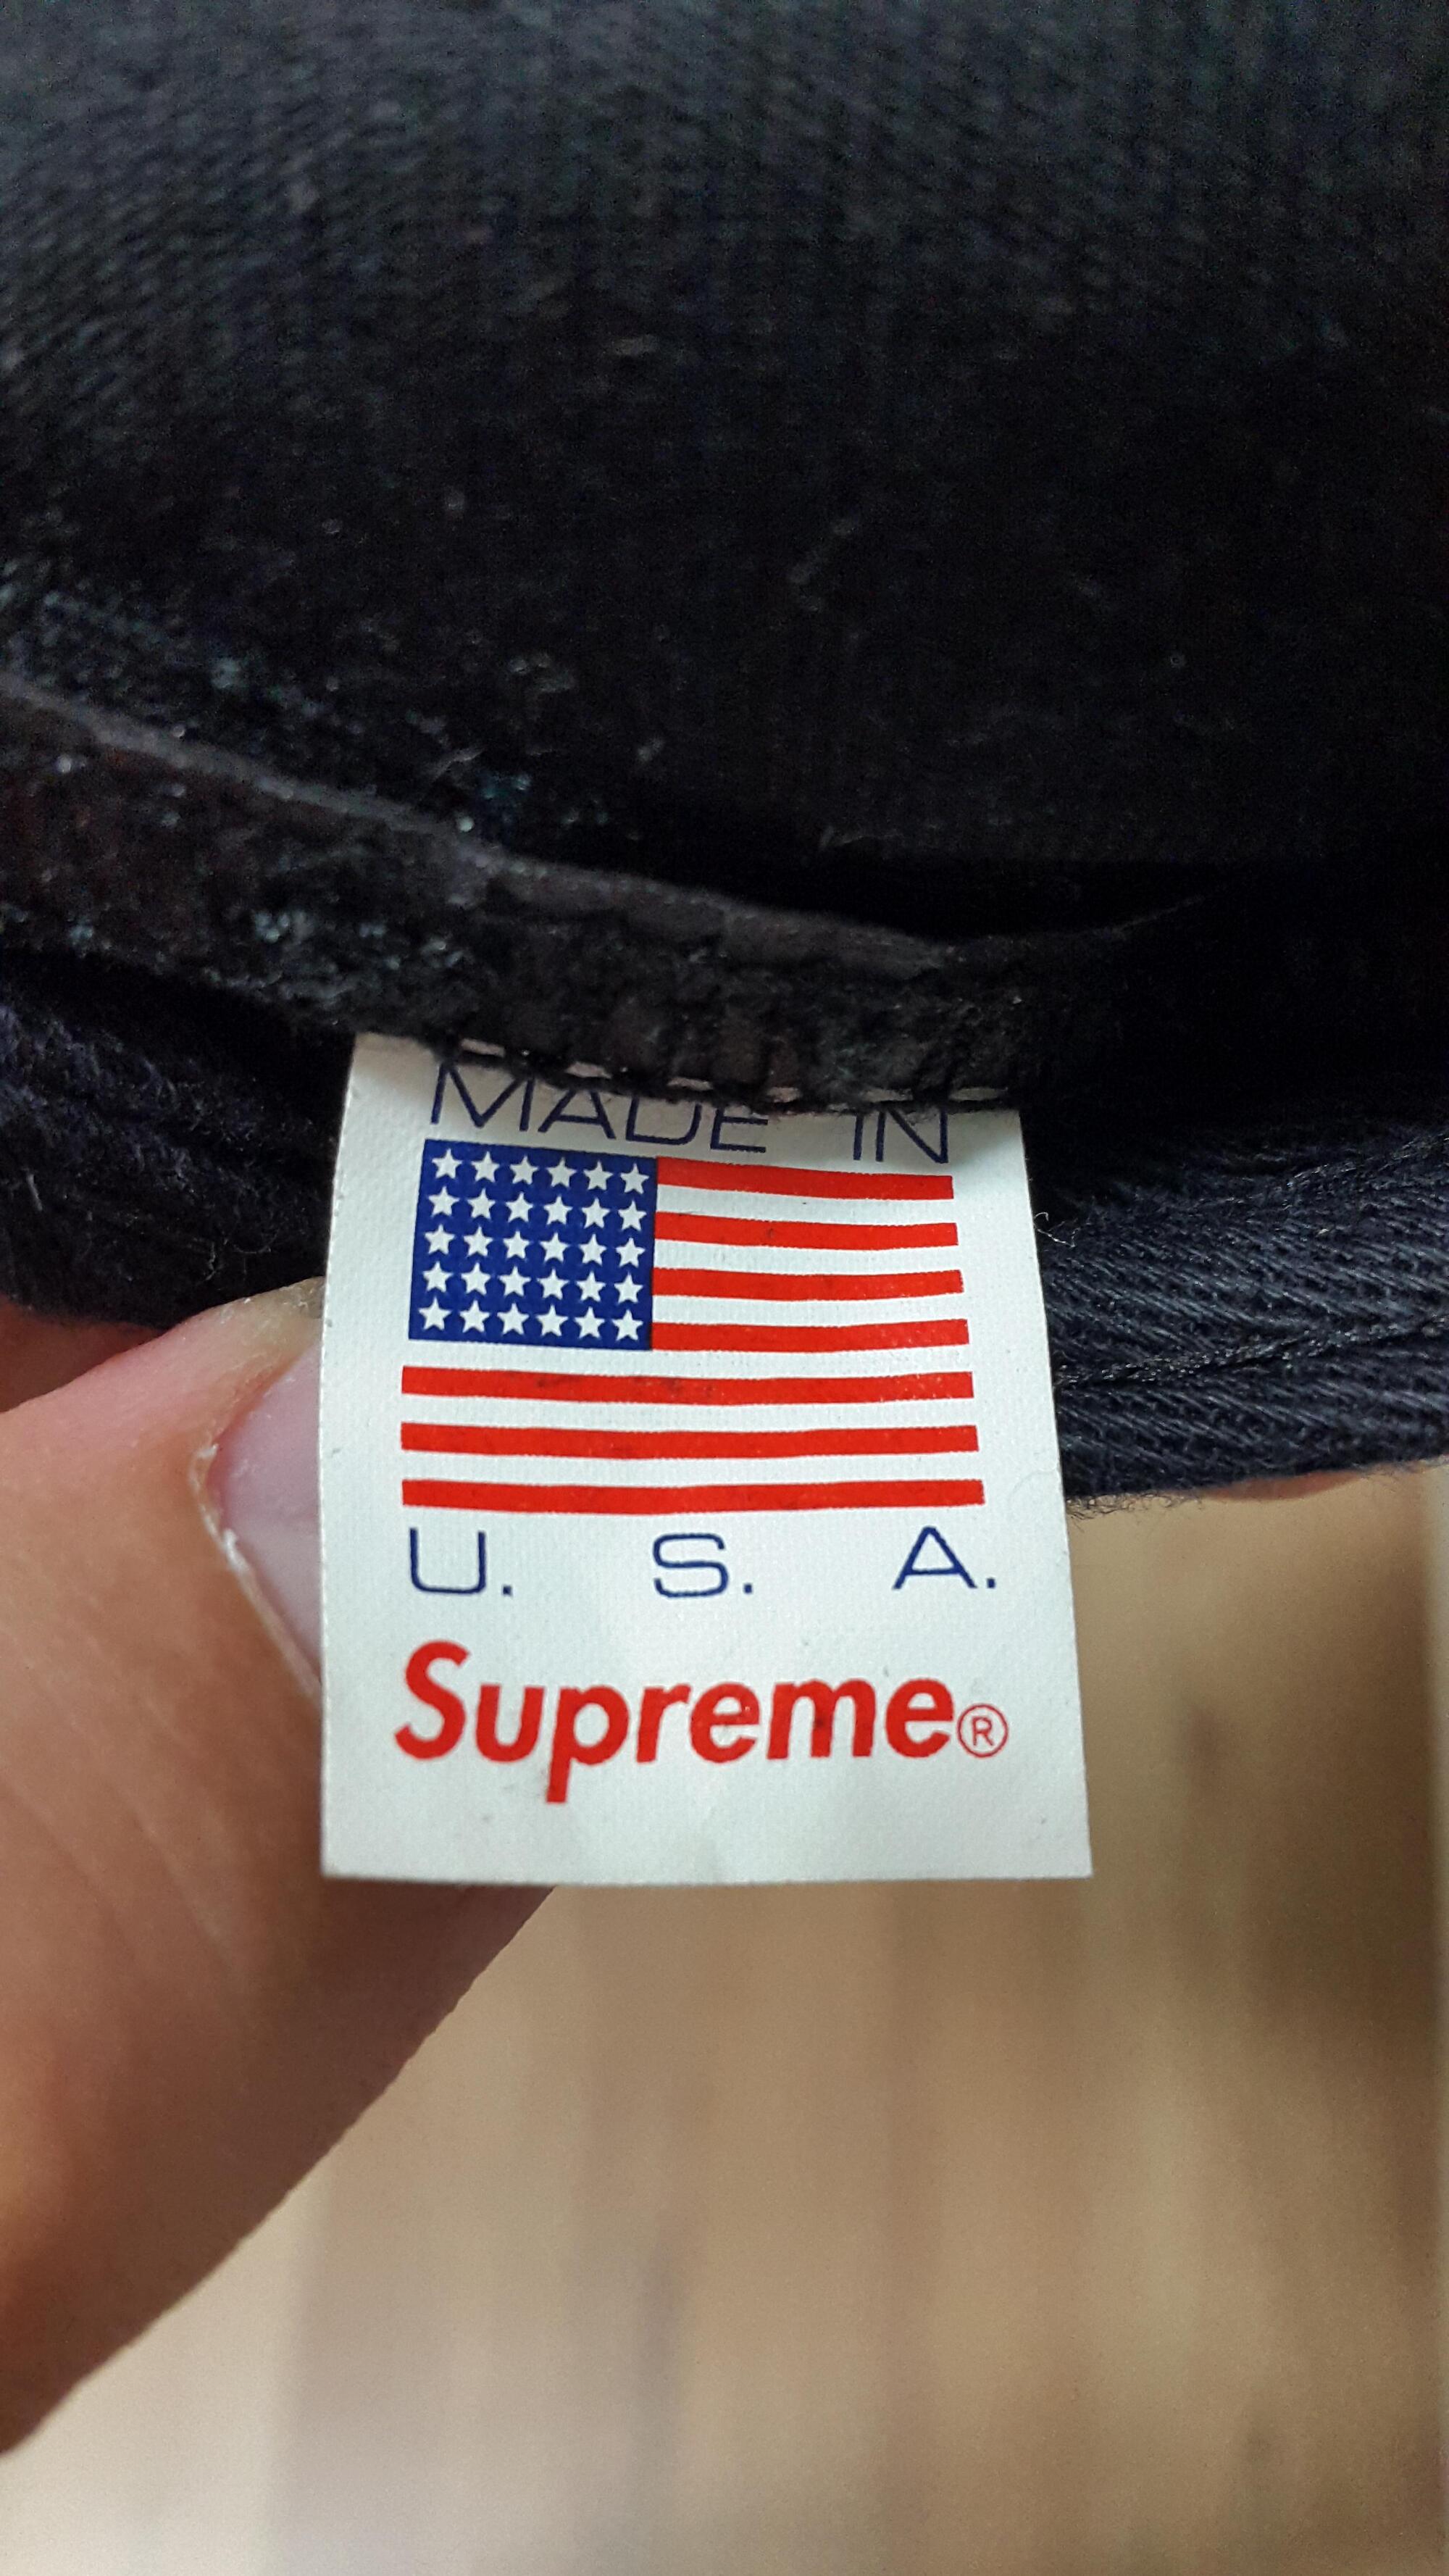 MADE IN
U. S. A.
Supreme®